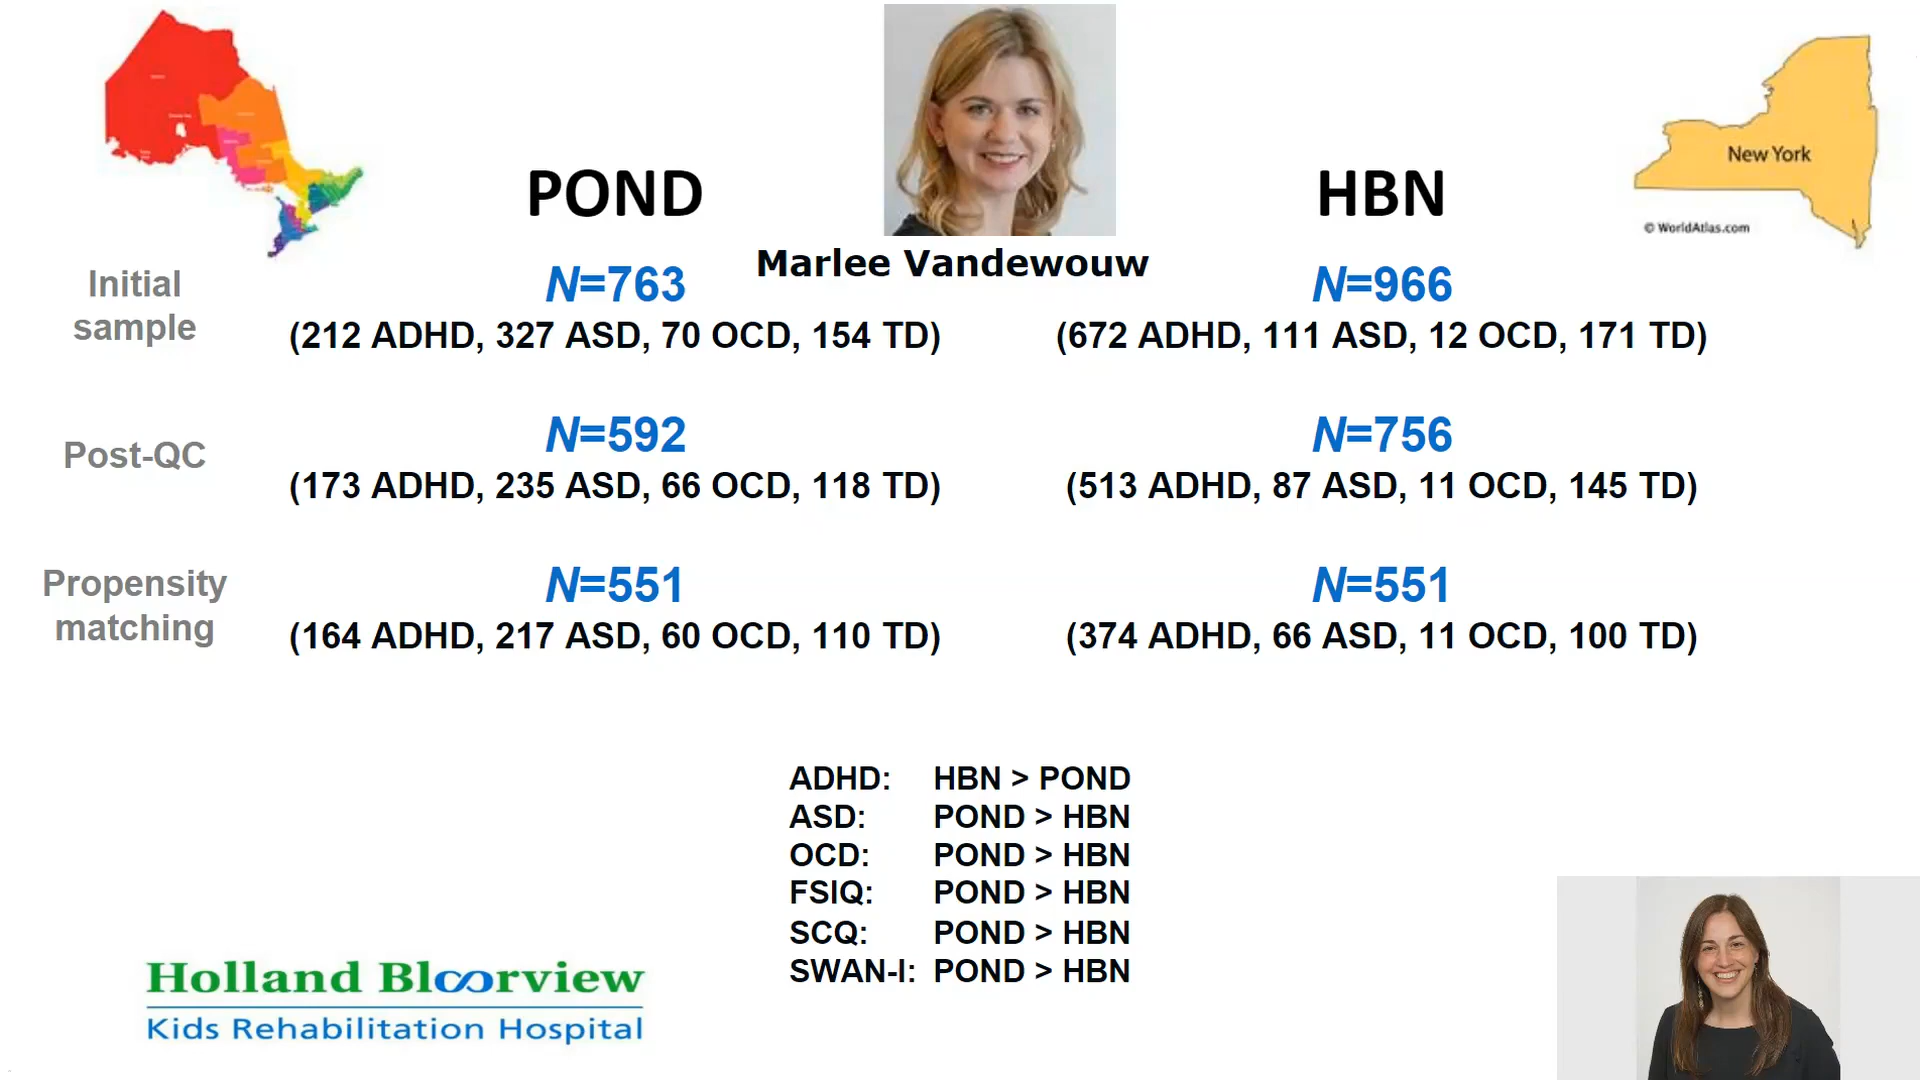 POND
HBN
New York
© WorldAtlas.com
Marlee Vandewouw
Initial
sample
N=763
(212 ADHD, 327 ASD, 70 OCD, 154 TD)
N=966
(672 ADHD, 111 ASD, 12 OCD, 171 TD)
Post-QC
N=592
(173 ADHD, 235 ASD, 66 OCD, 118 TD)
N=756
(513 ADHD, 87 ASD, 11 OCD, 145 TD)
Propensity
matching
N=551
(164 ADHD, 217 ASD, 60 OCD, 110 TD)
N=551
(374 ADHD, 66 ASD, 11 OCD, 100 TD)
ADHD: HBN > POND
ASD: POND > HBN
OCD: POND > HBN
FSIQ: POND > HBN
SCQ: POND > HBN
SWAN-I: POND > HBN
Holland Bloorview
Kids Rehabilitation Hospital